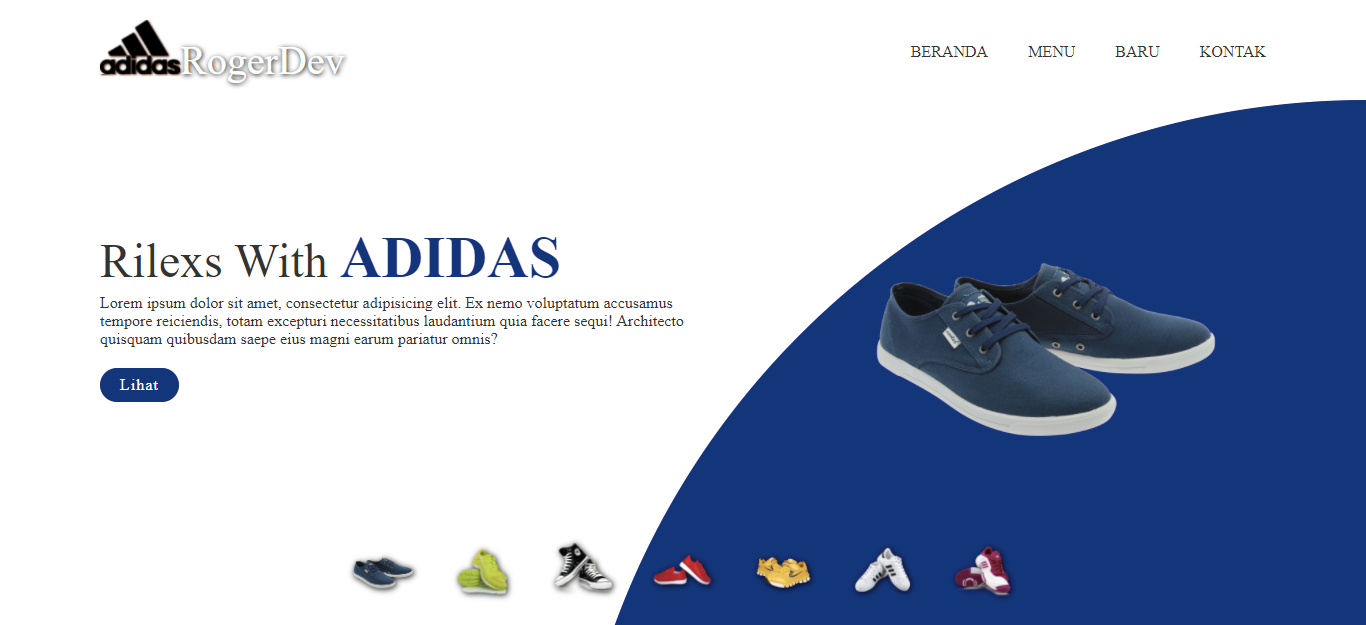 adidas RogerDev
BERANDA MENU BARU KONTAK
Rilexs With ADIDAS
Lorem ipsum dolor sit amet, consectetur adipisicing elit. Ex nemo voluptatum accusamus
tempore reiciendis, totam excepturi necessitatibus laudantium quia facere sequi! Architecto
quisquam quibusdam saepe eius magni earum pariatur omnis?
Lihat